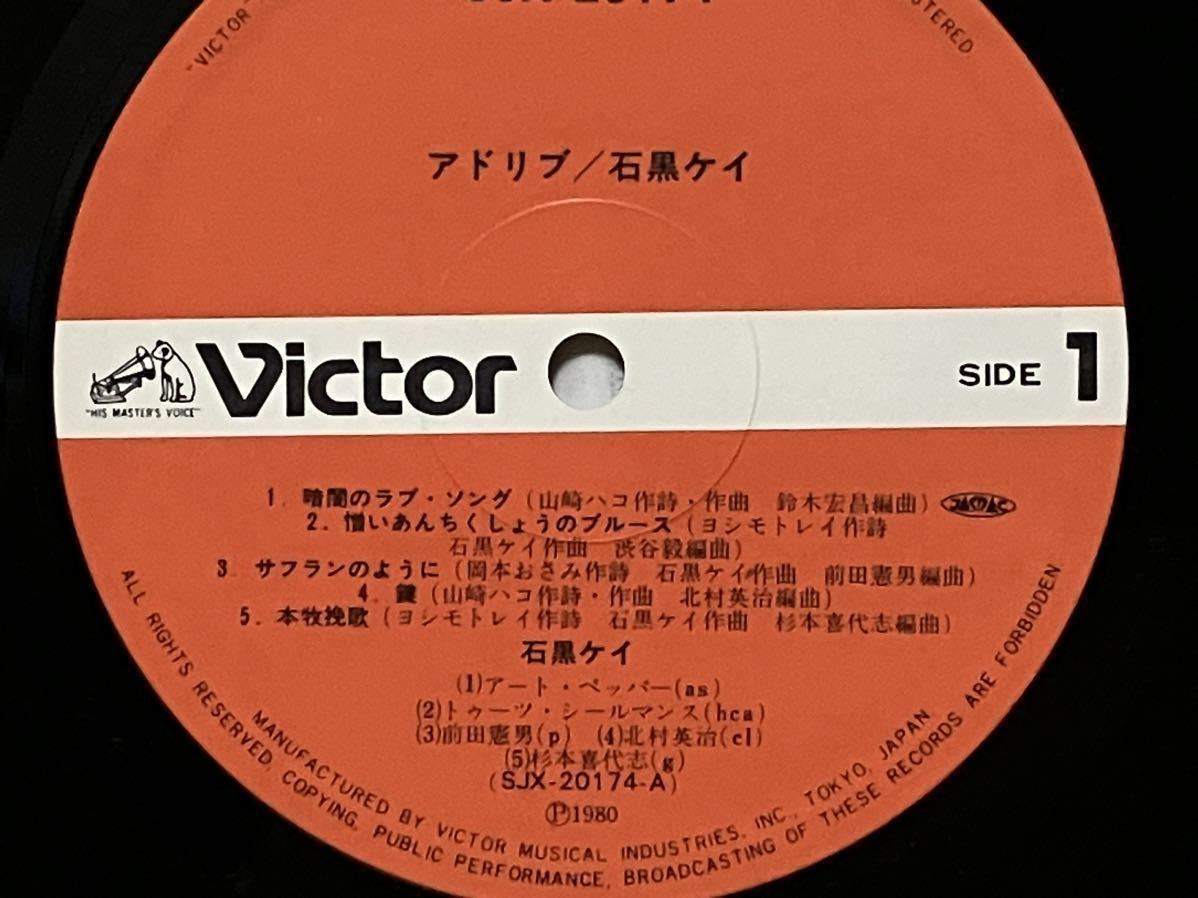 "VICTOR"
STERED
SJX-20174
アドリブ/石黒ケイ
"HIS MASTER'S VOICE"
Victor
SIDE 1
1. 暗闇のラブ・ソング (山崎ハコ作詩・作曲 鈴木宏昌編曲) JASRAC
2. 憎いあんちくしょうのブルース (ヨシモトレイ作詩
石黒ケイ作曲 渋谷毅編曲)
3. サフランのように (岡本おさみ作詩 石黒ケイ作曲 前田憲男編曲)
4. 鍵 (山崎ハコ作詩・作曲 北村英治編曲)
5. 本牧挽歌 (ヨシモトレイ作詩 石黒ケイ作曲 杉本喜代志編曲)
石黒ケイ
(1)アート・ペッパー(as)
(2)トゥーツ・シールマンス(hca)
(3)前田憲男(p) (4)北村英治(cl)
(5)杉本喜代志(g)
(SJX-20174-A)
Ⓟ1980
MANUFACTURED BY VICTOR MUSICAL INDUSTRIES, INC., TOKYO, JAPAN
ALL RIGHTS RESERVED. COPYING, PUBLIC PERFORMANCE, BROADCASTING OF THESE RECORDS ARE FORBIDDEN